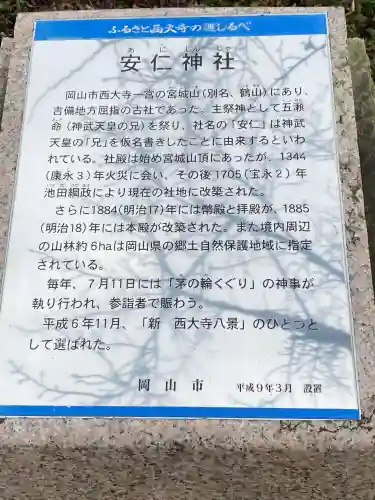 ふるさと西大寺の道しるべ
あ に じん じゃ
安仁神社
岡山市西大寺一宮の宮城山(別名、鶴山)にあり、
吉備地方屈指の古社であった。主祭神として五瀬
命(神武天皇の兄)を祭り、社名の「安仁」は神武
天皇の「兄」を仮名書きしたことに由来するといわ
れている。社殿は始め宮城山頂にあったが、1344
(康永3)年火災に会い、その後1705(宝永2)年
池田綱政により現在の社地に改築された。
さらに1884(明治17)年には幣殿と拝殿が、1885
(明治18)年には本殿が改築された。また境内周辺
の山林約6haは岡山県の郷土自然保護地域に指定
されている。
毎年、7月11日には「茅の輪くぐり」の神事が
執り行われ、参詣者で賑わう。
平成6年11月、「新 西大寺八景」のひとつと
して選ばれた。
岡山市 平成9年3月 設置